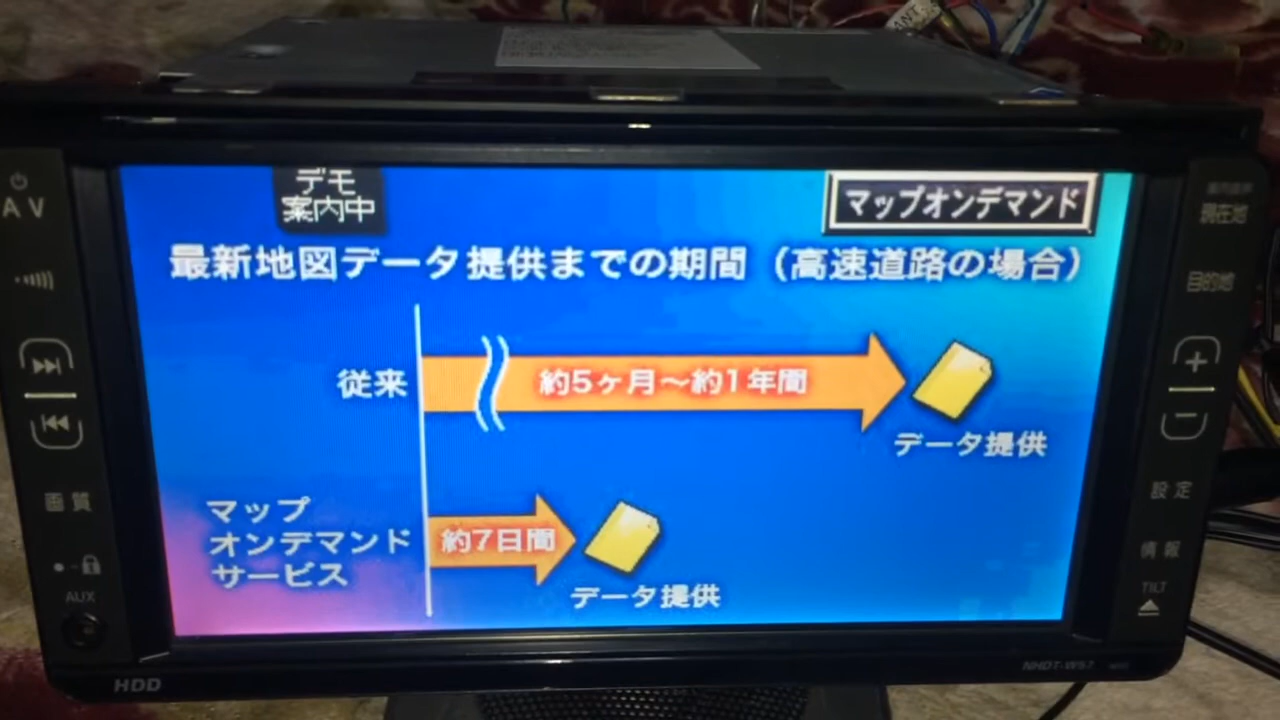 ANT.
デモ
案内中
マップオンデマンド
最新地図データ提供までの期間（高速道路の場合）
従来
約5ヶ月～約1年間
データ提供
マップ
オンデマンド
サービス
約7日間
データ提供
AV
画質
AUX
HDD
現在地
目的地
+
設定
情報
TILT
NHDT-W57